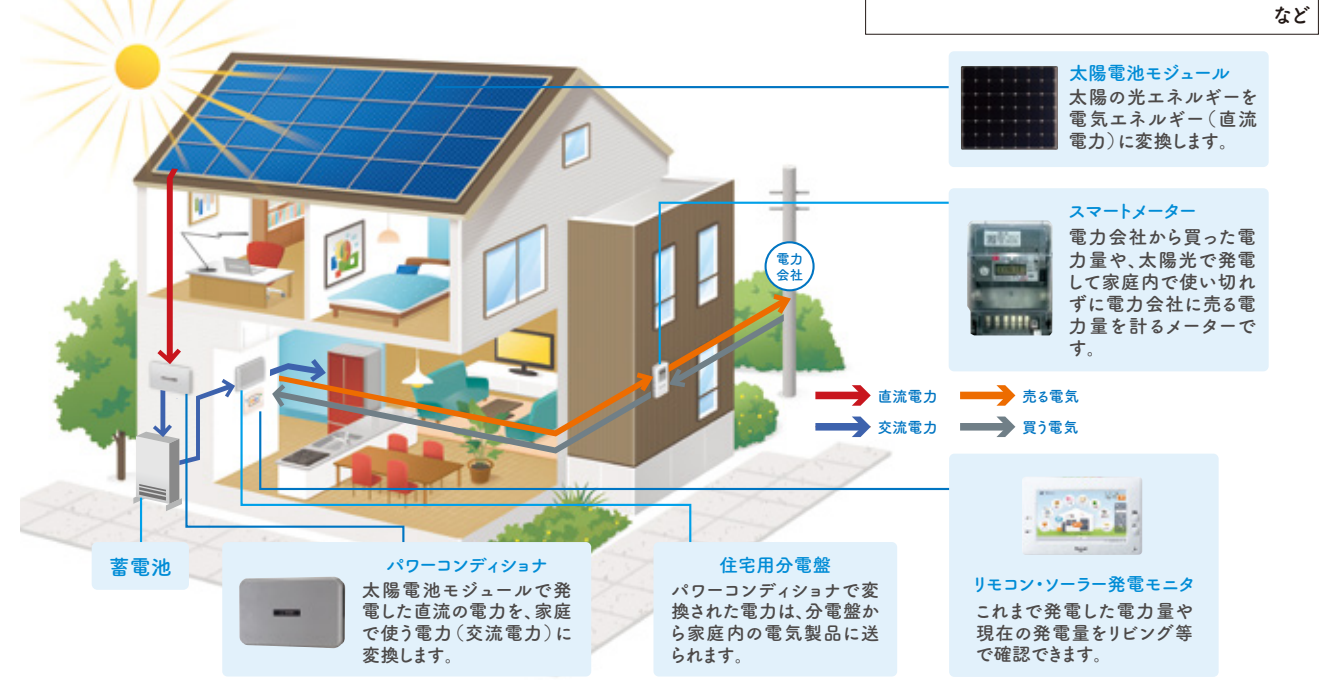 など
太陽電池モジュール
太陽の光エネルギーを
電気エネルギー（直流
電力）に変換します。
スマートメーター
電力会社から買った電
力量や、太陽光で発電
して家庭内で使い切れ
ずに電力会社に売る電
力量を計るメーターで
す。
電力
会社
直流電力
売る電気
交流電力
買う電気
蓄電池
パワーコンディショナ
太陽電池モジュールで発
電した直流の電力を、家庭
で使う電力（交流電力）に
変換します。
住宅用分電盤
パワーコンディショナで変
換された電力は、分電盤か
ら家庭内の電気製品に送
られます。
リモコン・ソーラー発電モニタ
これまで発電した電力量や
現在の発電量をリビング等
で確認できます。